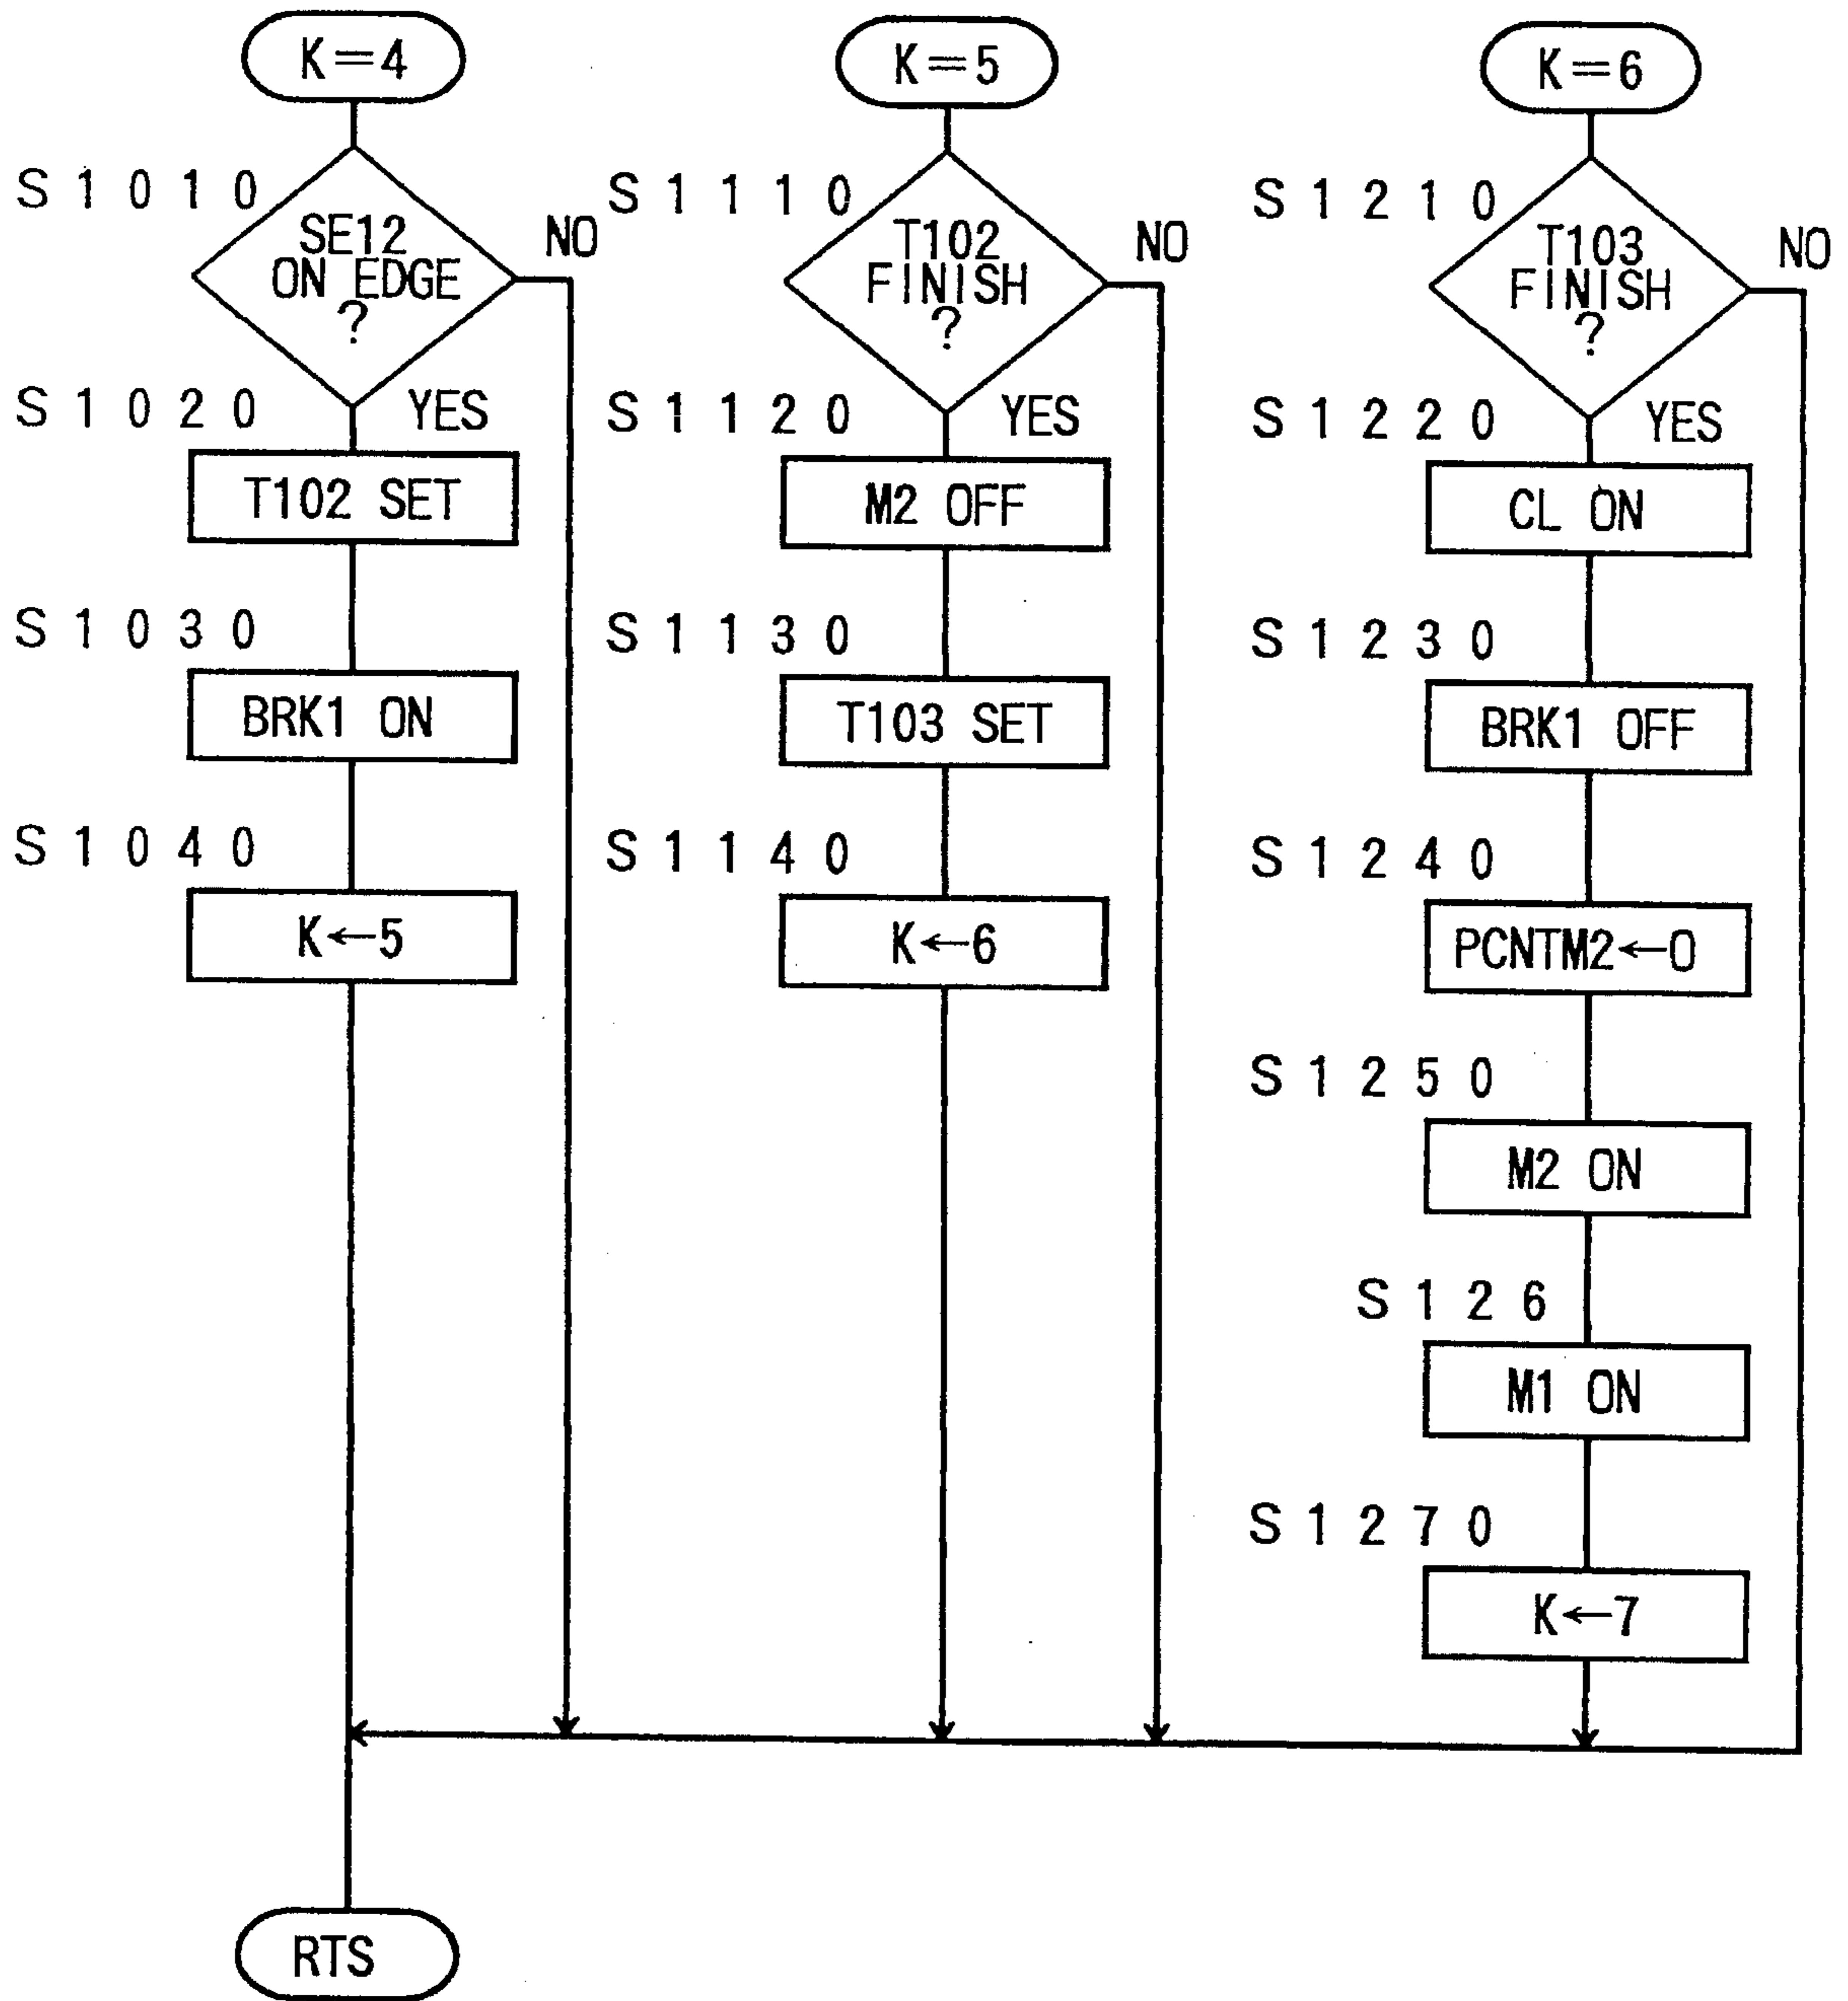 K=4
S1010
SE12
ON EDGE
?
NO
S1020
YES
T102 SET
S1030
BRK1 ON
S1040
K←5
K=5
S1110
T102
FINISH
?
NO
S1120
YES
M2 OFF
S1130
T103 SET
S1140
K←6
K=6
S1210
T103
FINISH
?
NO
S1220
YES
CL ON
S1230
BRK1 OFF
S1240
PCNTM2←0
S1250
M2 ON
S126
M1 ON
S1270
K←7
RTS